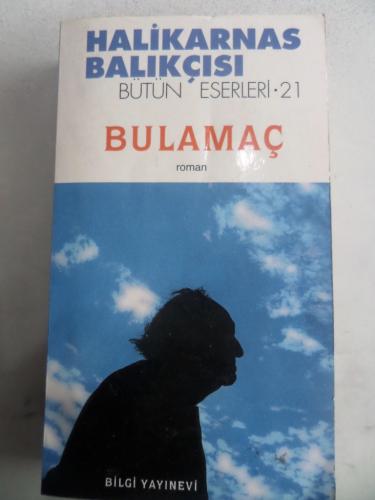 HALİKARNAS
BALIKÇISI
BÜTÜN ESERLERİ·21
BULAMAÇ
roman
BİLGİ YAYINEVİ